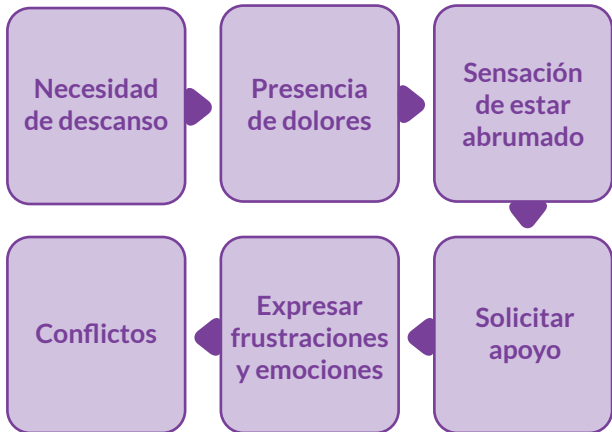 Necesidad
de descanso
Presencia
de dolores
Sensación
de estar
abrumado
Solicitar
apoyo
Expresar
frustraciones
y emociones
Conflictos